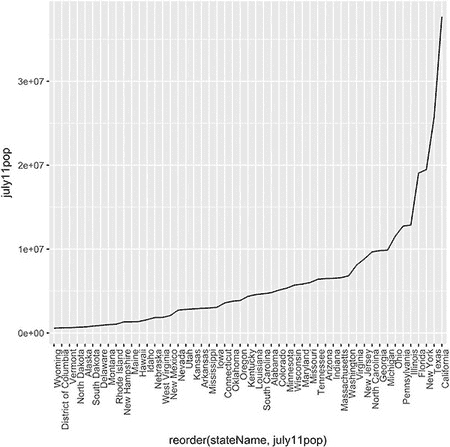 july11pop
3e+07
2e+07
1e+07
0e+00
Wyoming
District of Columbia
Vermont
North Dakota
Alaska
South Dakota
Delaware
Montana
Rhode Island
New Hampshire
Maine
Hawaii
Idaho
Nebraska
West Virginia
New Mexico
Nevada
Utah
Kansas
Arkansas
Mississippi
Iowa
Connecticut
Oklahoma
Oregon
Kentucky
Louisiana
South Carolina
Alabama
Colorado
Minnesota
Wisconsin
Maryland
Missouri
Tennessee
Arizona
Indiana
Massachusetts
Washington
Virginia
New Jersey
North Carolina
Georgia
Michigan
Ohio
Pennsylvania
Illinois
Florida
New York
Texas
California
reorder(stateName, july11pop)